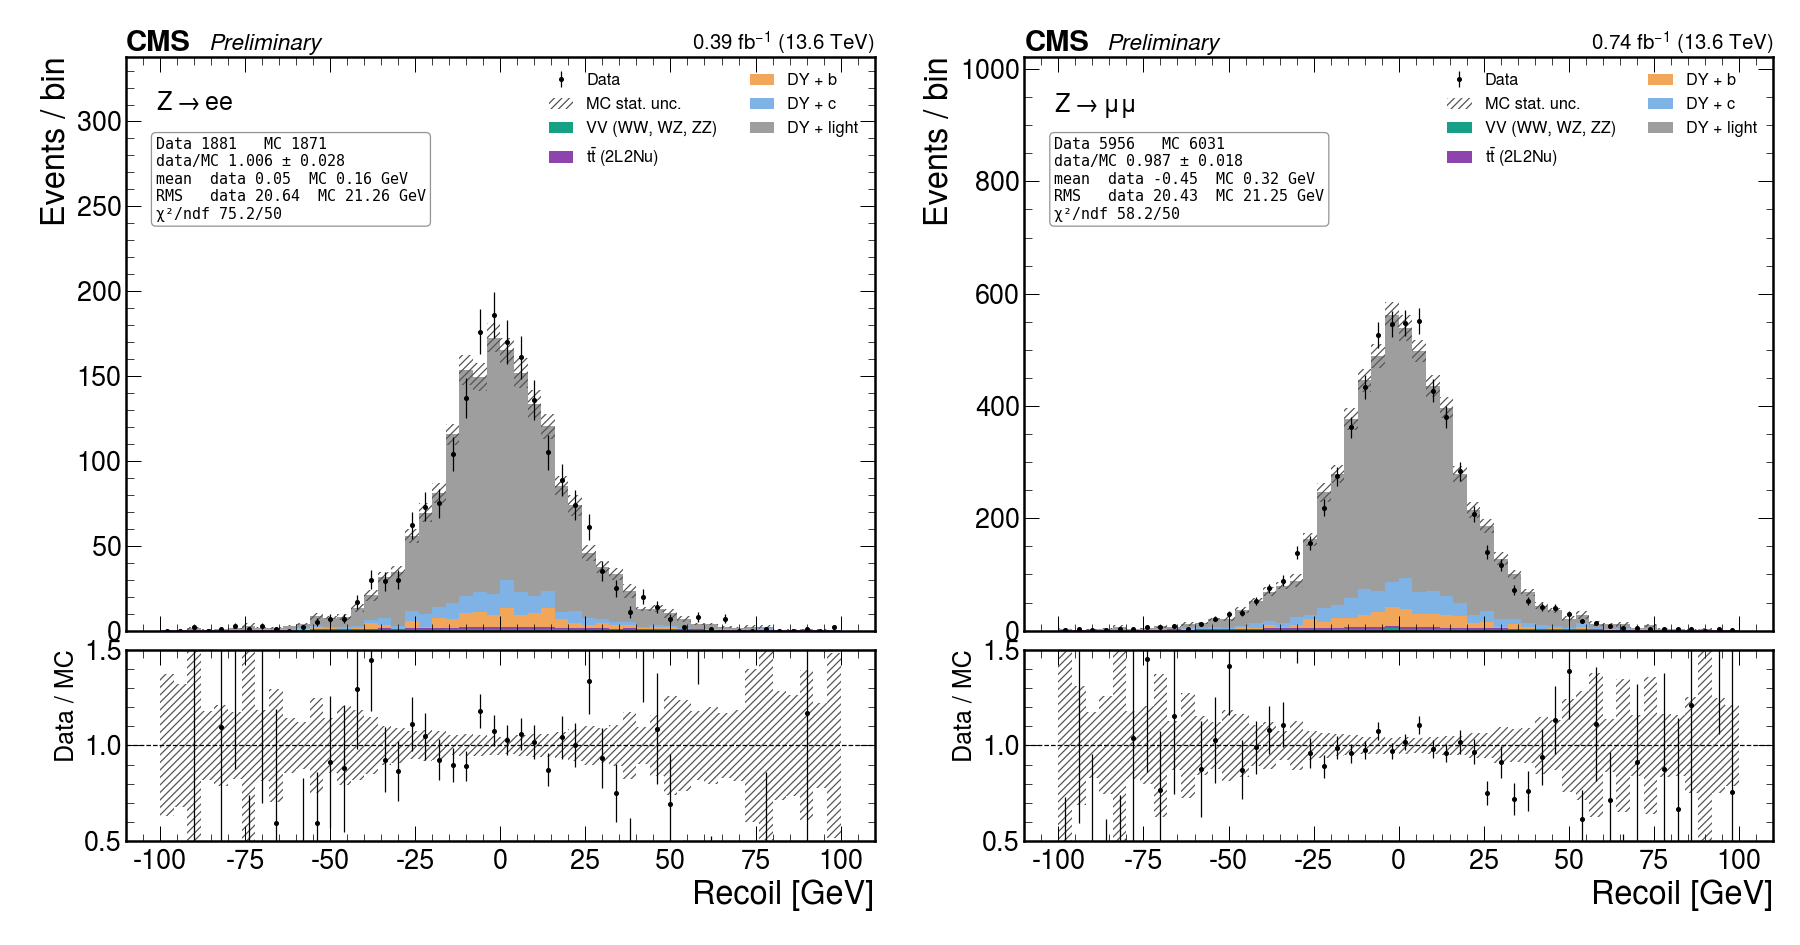 CMS Preliminary 0.39 fb⁻¹ (13.6 TeV)
Events / bin
Z → ee
Data
MC stat. unc.
VV (WW, WZ, ZZ)
tt̄ (2L2Nu)
DY + b
DY + c
DY + light
Data 1881 MC 1871
data/MC 1.006 ± 0.028
mean data 0.05 MC 0.16 GeV
RMS data 20.64 MC 21.26 GeV
χ²/ndf 75.2/50
300
250
200
150
100
50
0
Data / MC
1.5
1.0
0.5
-100 -75 -50 -25 0 25 50 75 100
Recoil [GeV]
CMS Preliminary 0.74 fb⁻¹ (13.6 TeV)
Events / bin
Z → μμ
Data
MC stat. unc.
VV (WW, WZ, ZZ)
tt̄ (2L2Nu)
DY + b
DY + c
DY + light
Data 5956 MC 6031
data/MC 0.987 ± 0.018
mean data -0.45 MC 0.32 GeV
RMS data 20.43 MC 21.25 GeV
χ²/ndf 58.2/50
1000
800
600
400
200
0
Data / MC
1.5
1.0
0.5
-100 -75 -50 -25 0 25 50 75 100
Recoil [GeV]